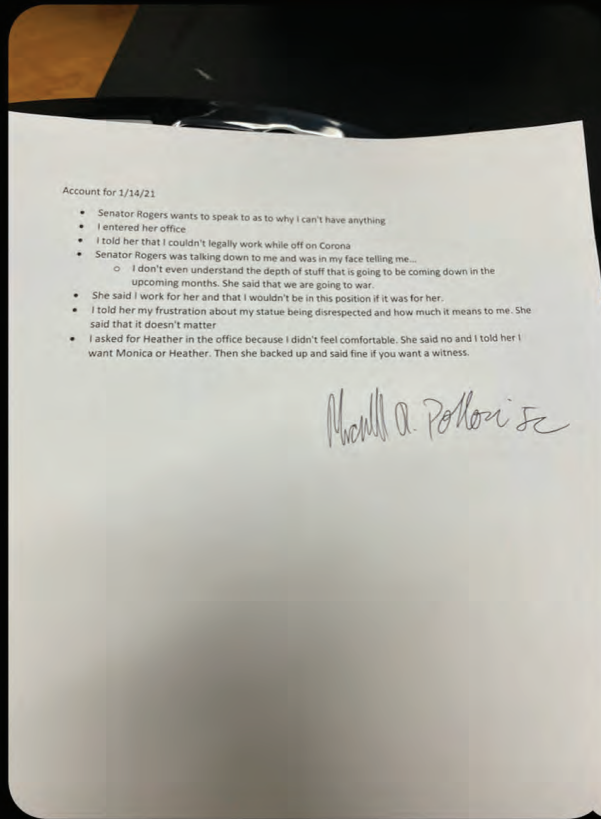 Account for 1/14/21
• Senator Rogers wants to speak to as to why I can't have anything
• I entered her office
• I told her that I couldn't legally work while off on Corona
• Senator Rogers was talking down to me and was in my face telling me...
o I don't even understand the depth of stuff that is going to be coming down in the
upcoming months. She said that we are going to war.
• She said I work for her and that I wouldn't be in this position if it was for her.
• I told her my frustration about my statue being disrespected and how much it means to me. She
said that it doesn't matter
• I asked for Heather in the office because I didn't feel comfortable. She said no and I told her I
want Monica or Heather. Then she backed up and said fine if you want a witness.
A.